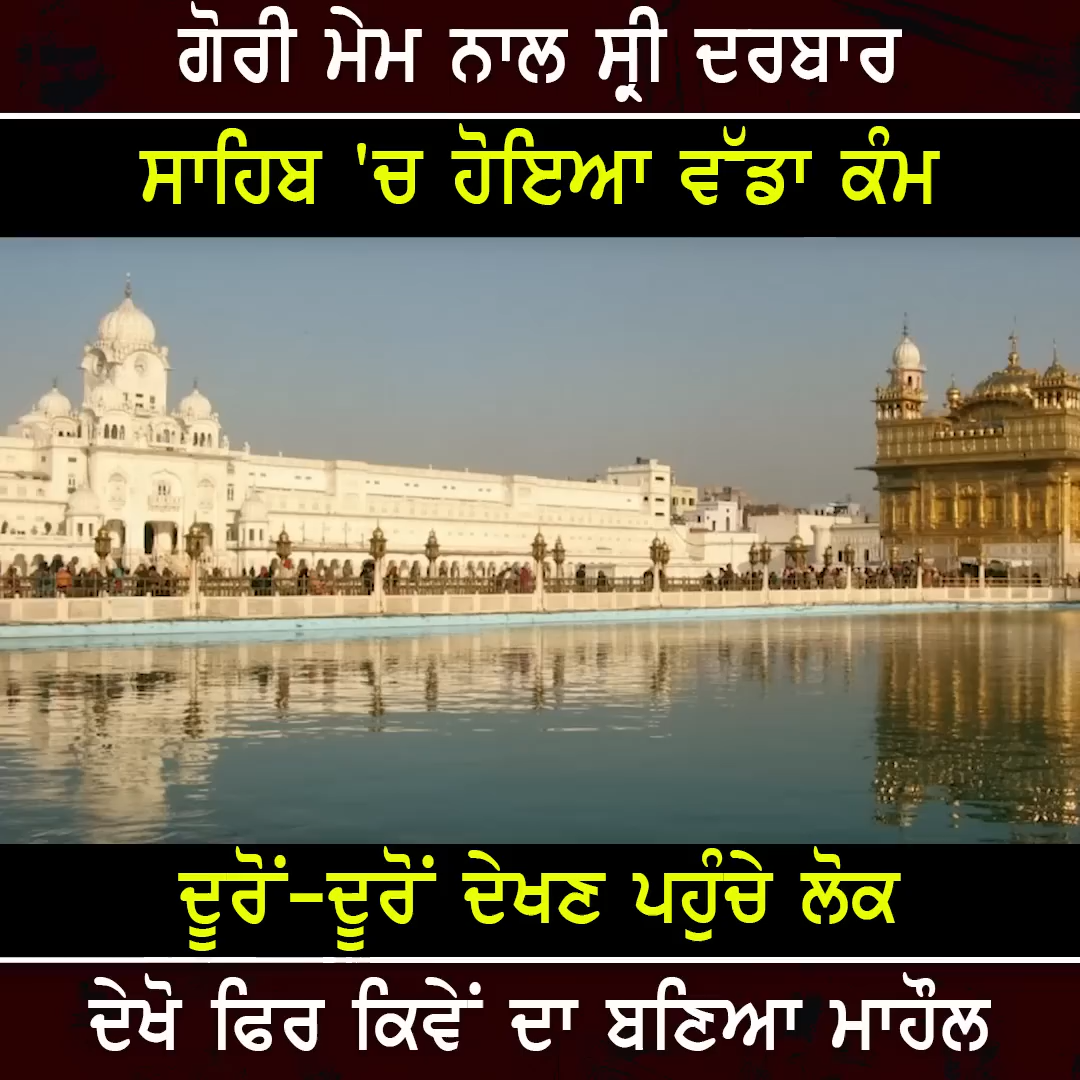 ਗੋਰੀ ਮੇਮ ਨਾਲ ਸ੍ਰੀ ਦਰਬਾਰ
ਸਾਹਿਬ 'ਚ ਹੋਇਆ ਵੱਡਾ ਕੰਮ
ਦੂਰੋਂ-ਦੂਰੋਂ ਦੇਖਣ ਪਹੁੰਚੇ ਲੋਕ
ਦੇਖੋ ਫਿਰ ਕਿਵੇਂ ਦਾ ਬਣਿਆ ਮਾਹੌਲ